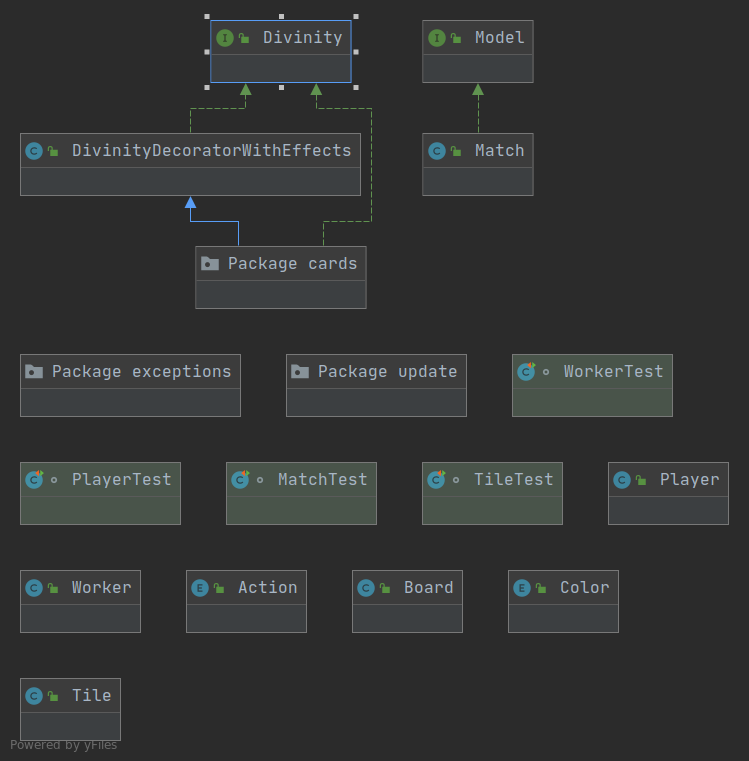 Divinity
Model
DivinityDecoratorWithEffects
Match
Package cards
Package exceptions
Package update
WorkerTest
PlayerTest
MatchTest
TileTest
Player
Worker
Action
Board
Color
Tile
Powered by yFiles